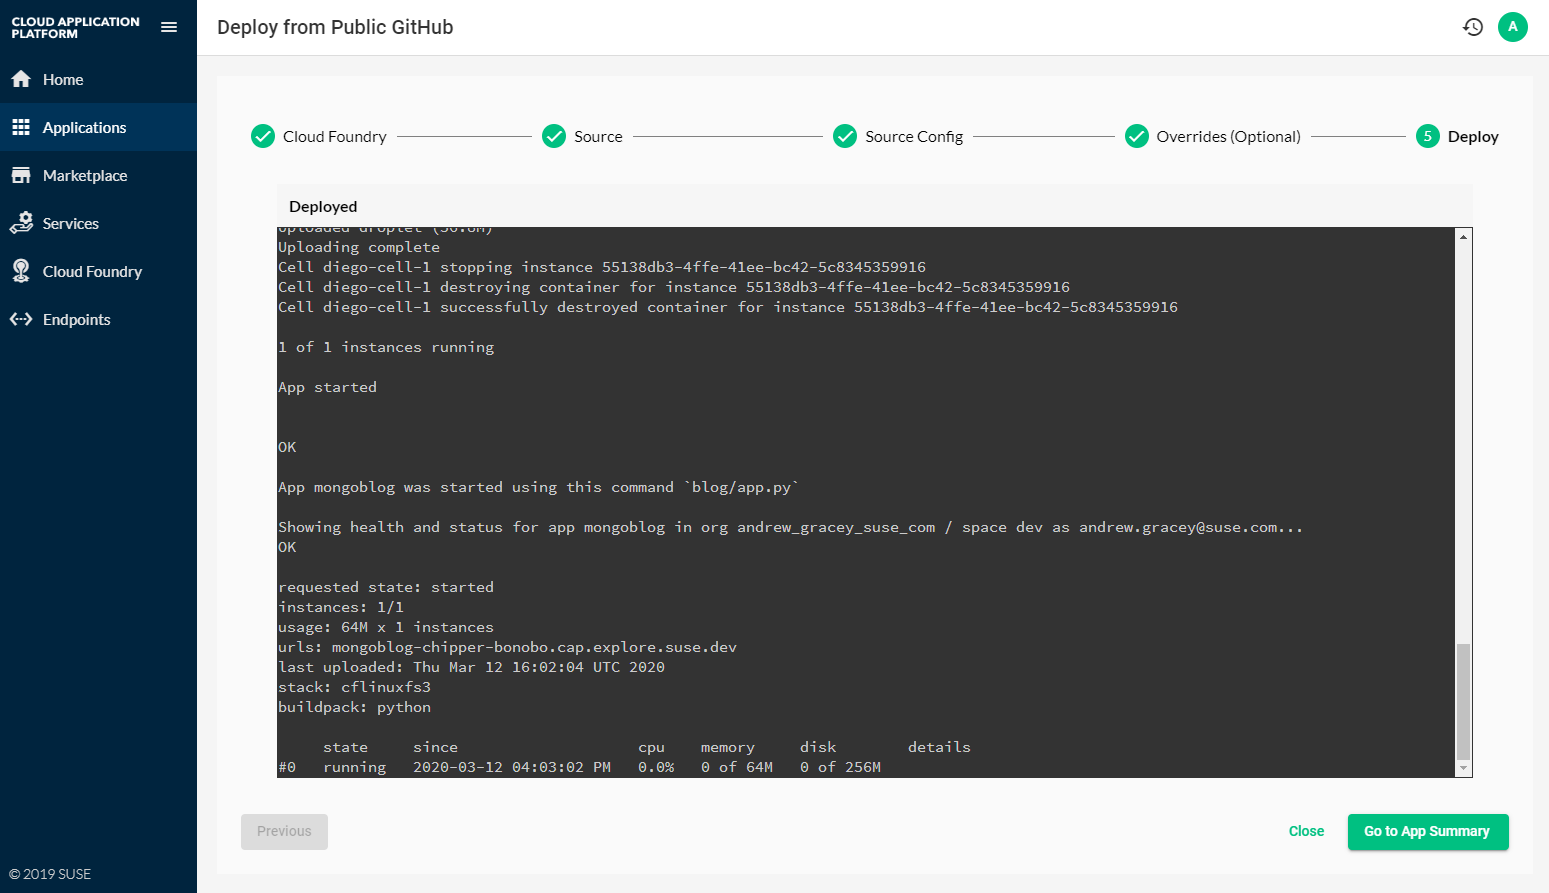 CLOUD APPLICATION
PLATFORM
Deploy from Public GitHub
A
Home
Applications
Marketplace
Services
Cloud Foundry
Endpoints
© 2019 SUSE
Cloud Foundry
Source
Source Config
Overrides (Optional)
5
Deploy
Deployed
Uploaded droplet (50.8M)
Uploading complete
Cell diego-cell-1 stopping instance 55138db3-4ffe-41ee-bc42-5c8345359916
Cell diego-cell-1 destroying container for instance 55138db3-4ffe-41ee-bc42-5c8345359916
Cell diego-cell-1 successfully destroyed container for instance 55138db3-4ffe-41ee-bc42-5c8345359916
1 of 1 instances running
App started
OK
App mongoblog was started using this command `blog/app.py`
Showing health and status for app mongoblog in org andrew_gracey_suse_com / space dev as andrew.gracey@suse.com...
OK
requested state: started
instances: 1/1
usage: 64M x 1 instances
urls: mongoblog-chipper-bonobo.cap.explore.suse.dev
last uploaded: Thu Mar 12 16:02:04 UTC 2020
stack: cflinuxfs3
buildpack: python
state since cpu memory disk details
#0 running 2020-03-12 04:03:02 PM 0.0% 0 of 64M 0 of 256M
Previous
Close
Go to App Summary